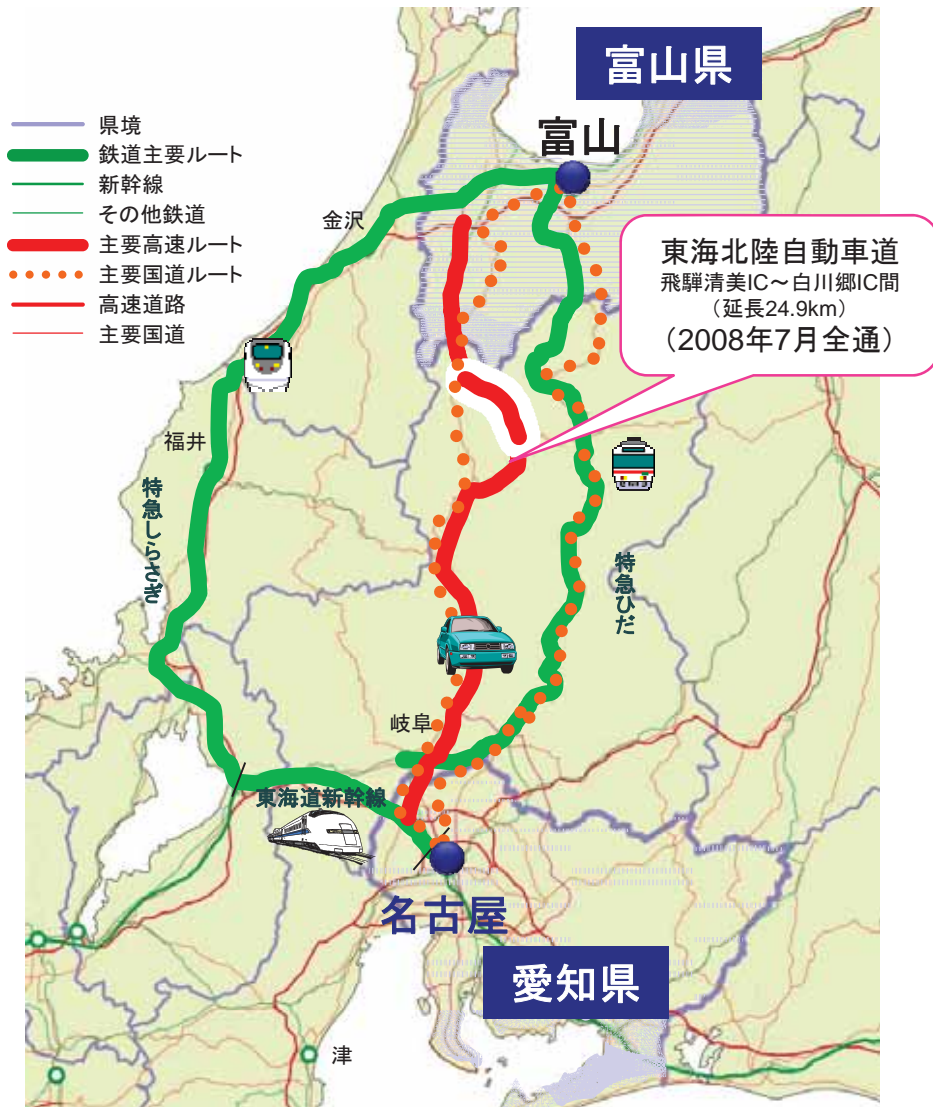 富山県
県境
鉄道主要ルート
新幹線
その他鉄道
主要高速ルート
主要国道ルート
高速道路
主要国道
富山
金沢
東海北陸自動車道
飛騨清美IC～白川郷IC間
（延長24.9km）
（2008年7月全通）
福井
特急しらさぎ
特急ひだ
岐阜
東海道新幹線
名古屋
愛知県
津